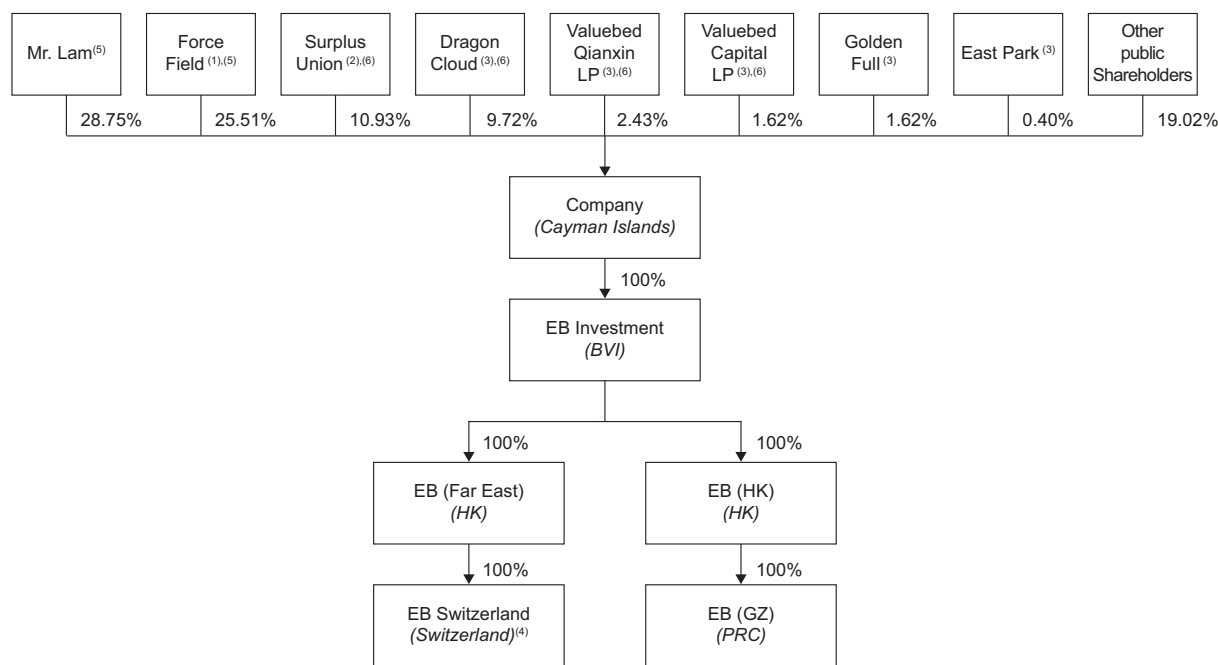 Mr. Lam(5)
Force
Field (1),(5)
Surplus
Union (2),(6)
Dragon
Cloud (3),(6)
Valuebed
Qianxin
LP (3),(6)
Valuebed
Capital
LP (3),(6)
Golden
Full (3)
East Park (3)
Other
public
Shareholders
28.75%
25.51%
10.93%
9.72%
2.43%
1.62%
1.62%
0.40%
19.02%
Company
(Cayman Islands)
100%
EB Investment
(BVI)
100%
100%
EB (Far East)
(HK)
EB (HK)
(HK)
100%
100%
EB Switzerland
(Switzerland)(4)
EB (GZ)
(PRC)